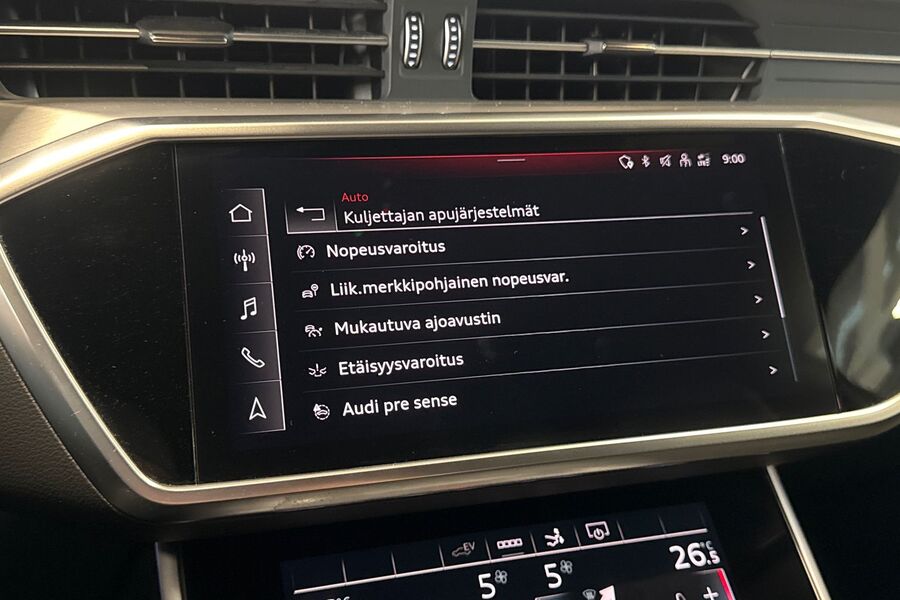 9:00
Auto
Kuljettajan apujärjestelmät
Nopeusvaroitus
Liik.merkkipohjainen nopeusvar.
Mukautuva ajoavustin
Etäisyysvaroitus
Audi pre sense
EV
5 5 26.5 °C